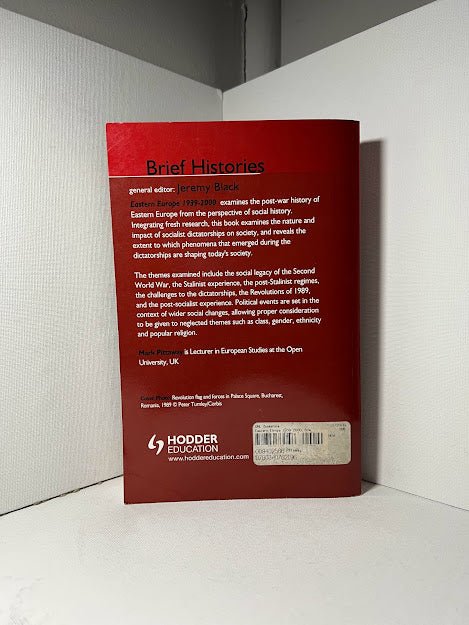 Brief Histories
general editor: Jeremy Black
Eastern Europe 1939-2000 examines the post-war history of
Eastern Europe from the perspective of social history.
Integrating fresh research, this book examines the nature and
impact of socialist dictatorships on society, and reveals the
extent to which phenomena that emerged during the
dictatorships are shaping today's society.
The themes examined include the social legacy of the Second
World War, the Stalinist experience, the post-Stalinist regimes,
the challenges to the dictatorships, the Revolutions of 1989,
and the post-socialist experience. Political events are set in the
context of wider social changes, allowing proper consideration
to be given to neglected themes such as class, gender, ethnicity
and popular religion.
Mark Pittaway is Lecturer in European Studies at the Open
University, UK
Cover Photo: Revolution flag and forces in Palace Square, Bucharest,
Romania, 1989 © Peter Turnley/Corbis
HODDER
EDUCATION
www.hoddereducation.com